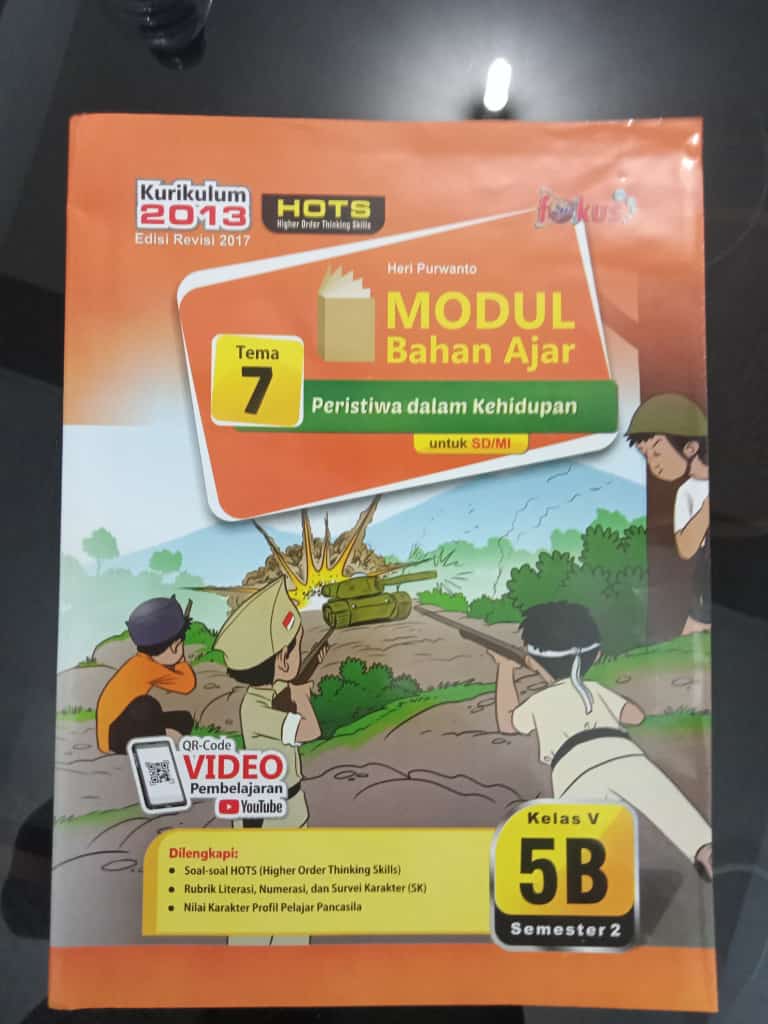 Kurikulum
2013
Edisi Revisi 2017
HOTS
Higher Order Thinking Skills
fokus
Heri Purwanto
MODUL
Bahan Ajar
Tema
7
Peristiwa dalam Kehidupan
untuk SD/MI
QR-Code
VIDEO
Pembelajaran
YouTube
Dilengkapi:
• Soal-soal HOTS (Higher Order Thinking Skills)
• Rubrik Literasi, Numerasi, dan Survei Karakter (SK)
• Nilai Karakter Profil Pelajar Pancasila
Kelas V
5B
Semester 2